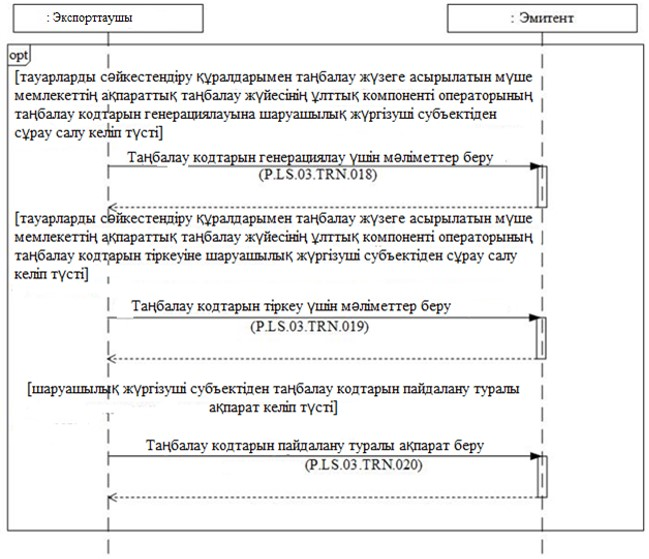 : Экспорттаушы
: Эмитент
opt
[тауарларды сәйкестендіру құралдарымен таңбалау жүзеге асырылатын мүше
мемлекеттің ақпараттық таңбалау жүйесінің ұлттық компоненті операторының
таңбалау кодтарын генерациялауына шаруашылық жүргізуші субъектіден
сұрау салу келіп түсті]
Таңбалау кодтарын генерациялау үшін мәліметтер беру
(P.LS.03.TRN.018)
[тауарларды сәйкестендіру құралдарымен таңбалау жүзеге асырылатын мүше
мемлекеттің ақпараттық таңбалау жүйесінің ұлттық компоненті операторының
таңбалау кодтарын тіркеуіне шаруашылық жүргізуші субъектіден сұрау салу
келіп түсті]
Таңбалау кодтарын тіркеу үшін мәліметтер беру
(P.LS.03.TRN.019)
[шаруашылық жүргізуші субъектіден таңбалау кодтарын пайдалану туралы
ақпарат келіп түсті]
Таңбалау кодтарын пайдалану туралы ақпарат беру
(P.LS.03.TRN.020)